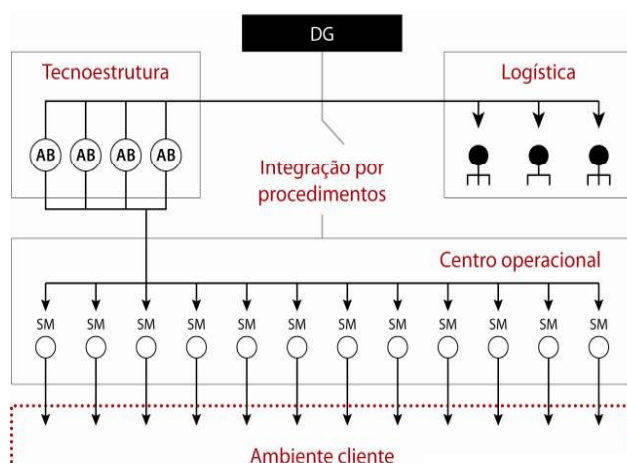 DG
Tecnoestrutura
Logística
AB AB AB AB
Integração por
procedimentos
Centro operacional
SM SM SM SM SM SM SM SM SM SM SM SM
Ambiente cliente